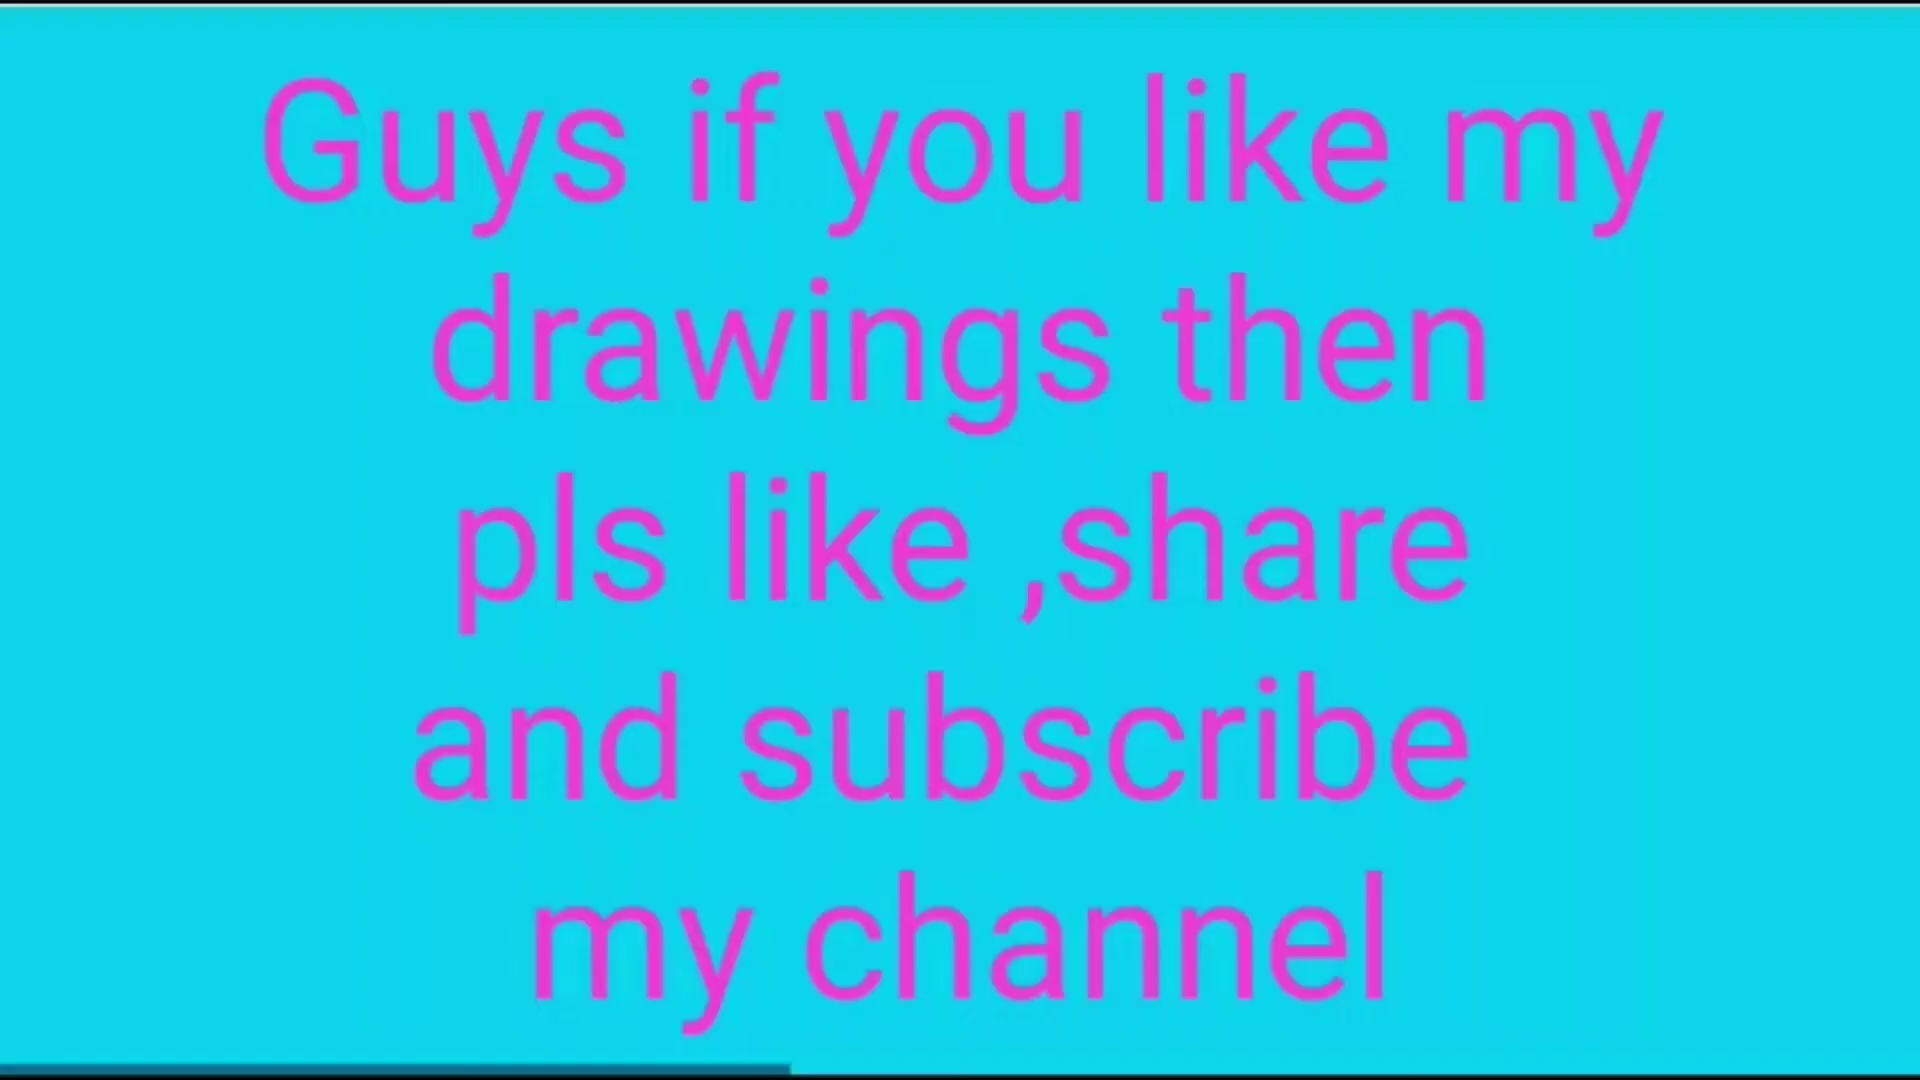 Guys if you like my
drawings then
pls like ,share
and subscribe
my channel